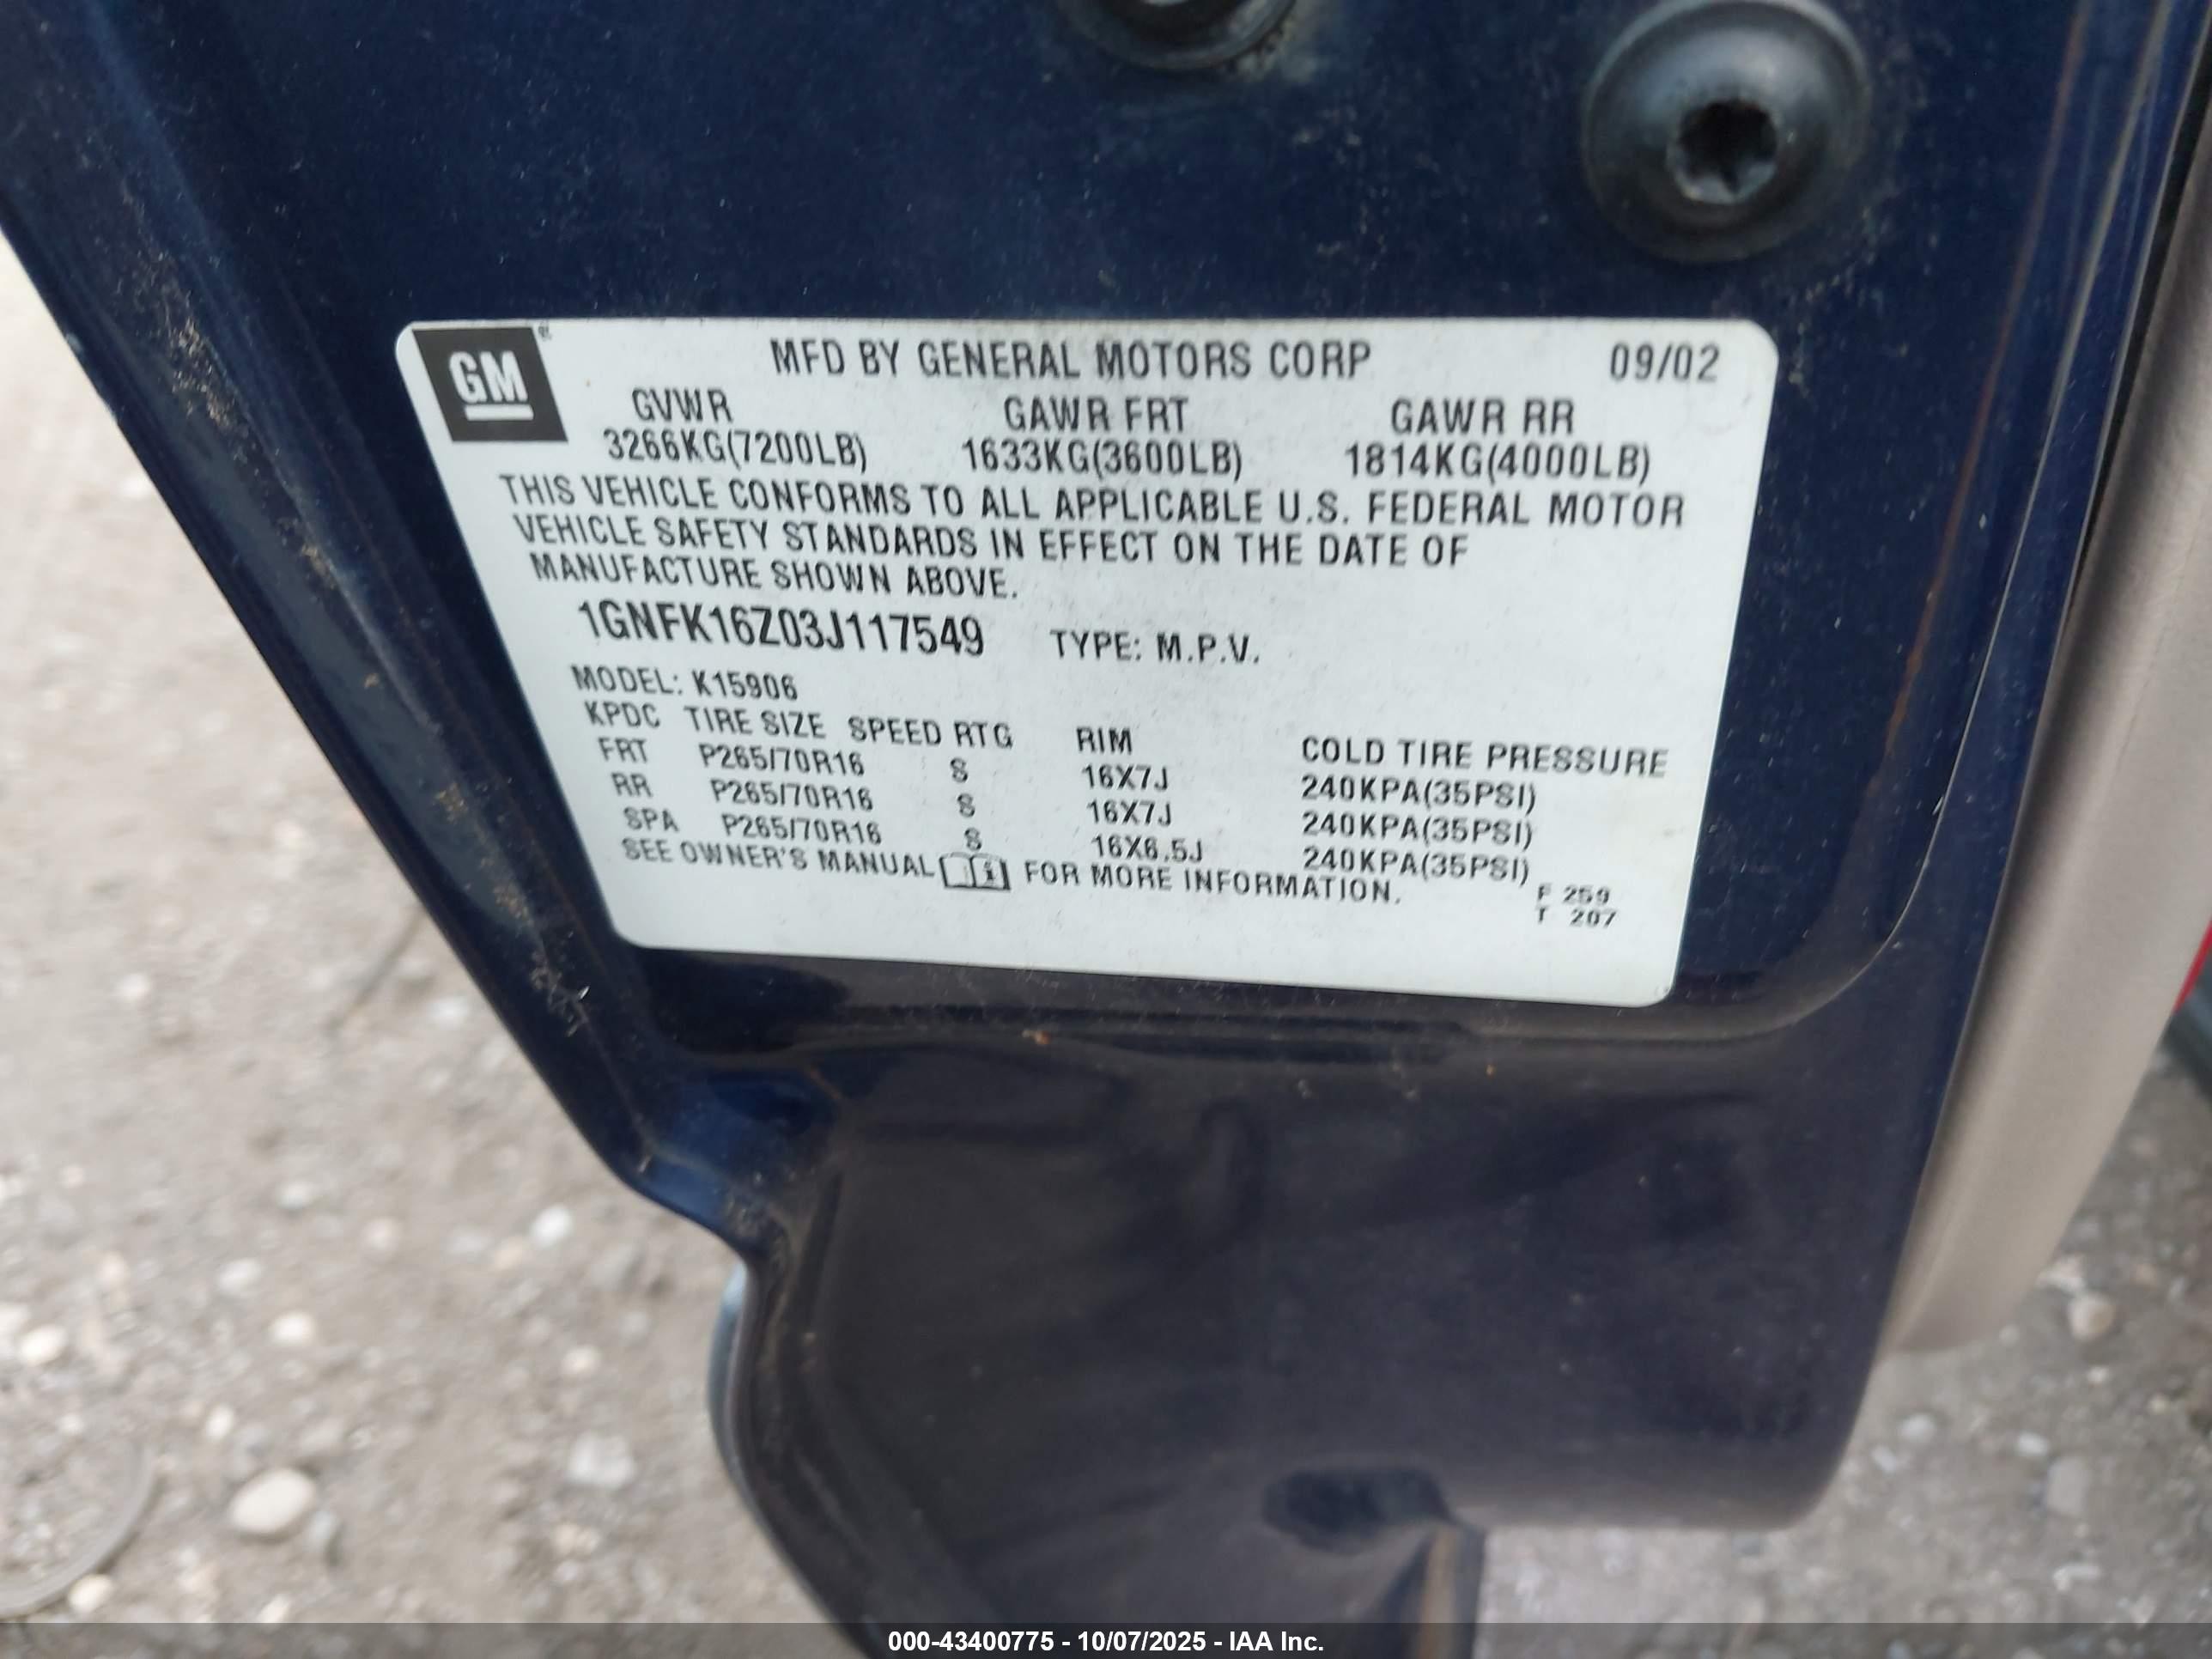 GM
MFD BY GENERAL MOTORS CORP 09/02
GVWR GAWR FRT GAWR RR
3266KG(7200LB) 1633KG(3600LB) 1814KG(4000LB)
THIS VEHICLE CONFORMS TO ALL APPLICABLE U.S. FEDERAL MOTOR
VEHICLE SAFETY STANDARDS IN EFFECT ON THE DATE OF
MANUFACTURE SHOWN ABOVE.
1GNFK16Z03J117549 TYPE: M.P.V.
MODEL: K15906
KPDC TIRE SIZE SPEED RTG RIM COLD TIRE PRESSURE
FRT P265/70R16 S 16X7J 240KPA(35PSI)
RR P265/70R16 S 16X7J 240KPA(35PSI)
SPA P265/70R16 S 16X6.5J 240KPA(35PSI)
SEE OWNER'S MANUAL FOR MORE INFORMATION.
F 259
T 207
000-43400775 - 10/07/2025 - IAA Inc.